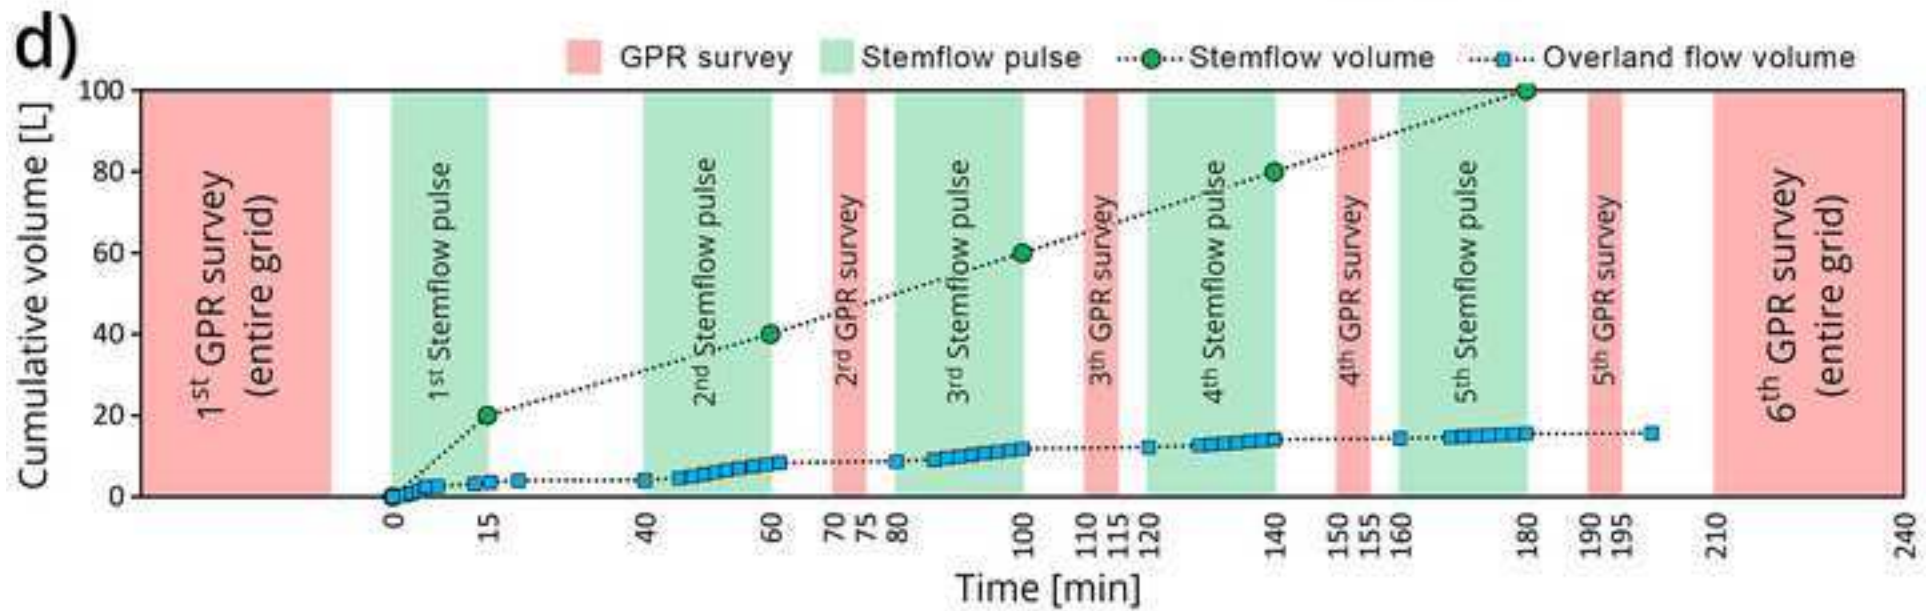 d)
GPR survey Stemflow pulse Stemflow volume Overland flow volume
Cumulative volume [L]
100
80
60
40
20
0
1st GPR survey
(entire grid)
1st Stemflow pulse
2nd Stemflow pulse
2rd GPR survey
3rd Stemflow pulse
3th GPR survey
4th Stemflow pulse
4th GPR survey
5th Stemflow pulse
5th GPR survey
6th GPR survey
(entire grid)
0 15 40 60 70 75 80 100 110 115 120 140 150 155 160 180 190 195 210 240
Time [min]